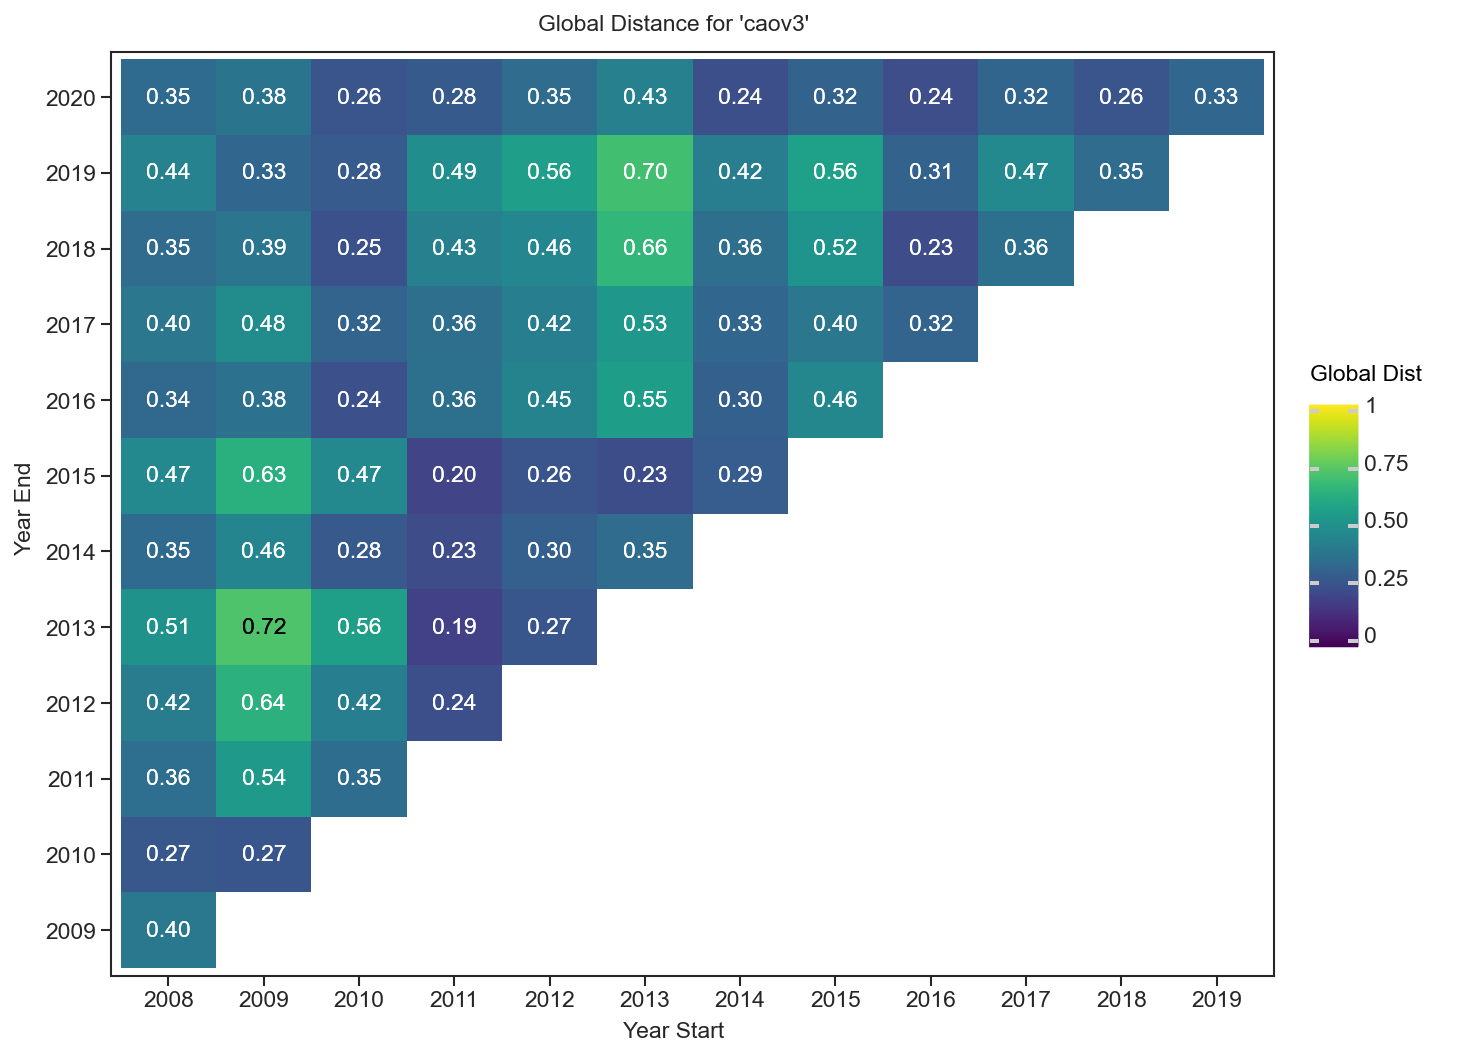 Global Distance for 'caov3'
2020 0.35 0.38 0.26 0.28 0.35 0.43 0.24 0.32 0.24 0.32 0.26 0.33
2019 0.44 0.33 0.28 0.49 0.56 0.70 0.42 0.56 0.31 0.47 0.35
2018 0.35 0.39 0.25 0.43 0.46 0.66 0.36 0.52 0.23 0.36
2017 0.40 0.48 0.32 0.36 0.42 0.53 0.33 0.40 0.32
2016 0.34 0.38 0.24 0.36 0.45 0.55 0.30 0.46
2015 0.47 0.63 0.47 0.20 0.26 0.23 0.29
2014 0.35 0.46 0.28 0.23 0.30 0.35
2013 0.51 0.72 0.56 0.19 0.27
2012 0.42 0.64 0.42 0.24
2011 0.36 0.54 0.35
2010 0.27 0.27
2009 0.40
2008 2009 2010 2011 2012 2013 2014 2015 2016 2017 2018 2019
Year Start
Year End
Global Dist
1
0.75
0.50
0.25
0